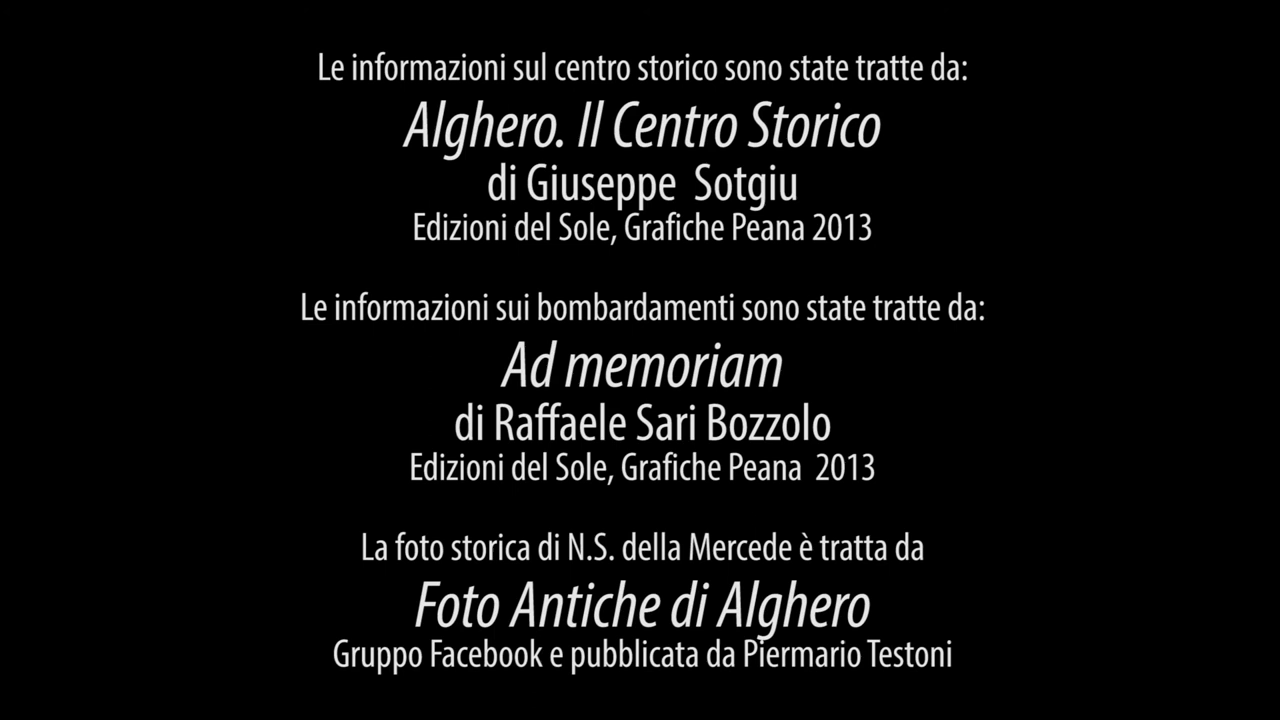 Le informazioni sul centro storico sono state tratte da:
Alghero. Il Centro Storico
di Giuseppe Sotgiu
Edizioni del Sole, Grafiche Peana 2013
Le informazioni sui bombardamenti sono state tratte da:
Ad memoriam
di Raffaele Sari Bozzolo
Edizioni del Sole, Grafiche Peana 2013
La foto storica di N.S. della Mercede è tratta da
Foto Antiche di Alghero
Gruppo Facebook e pubblicata da Piermario Testoni